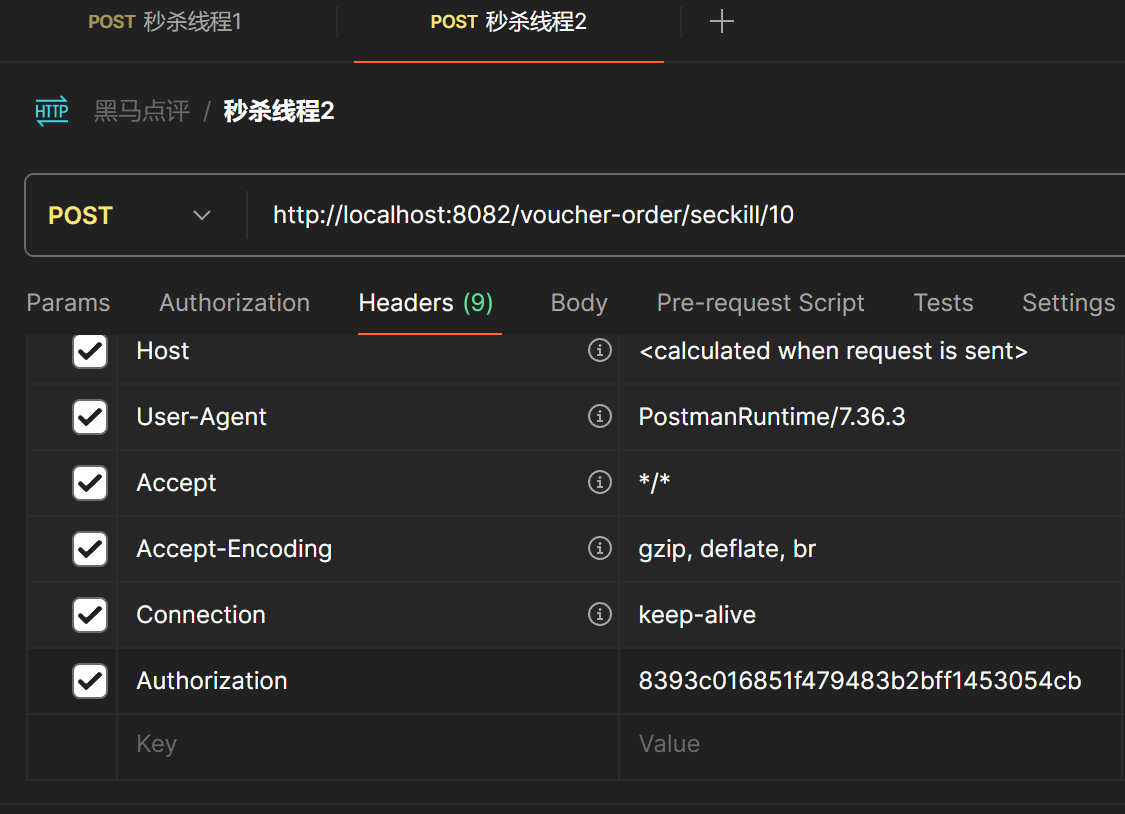 POST 秒杀线程1 POST 秒杀线程2
HTTP 黑马点评 / 秒杀线程2
POST http://localhost:8082/voucher-order/seckill/10
Params Authorization Headers (9) Body Pre-request Script Tests Settings
Host <calculated when request is sent>
User-Agent PostmanRuntime/7.36.3
Accept */*
Accept-Encoding gzip, deflate, br
Connection keep-alive
Authorization 8393c016851f479483b2bff1453054cb
Key Value